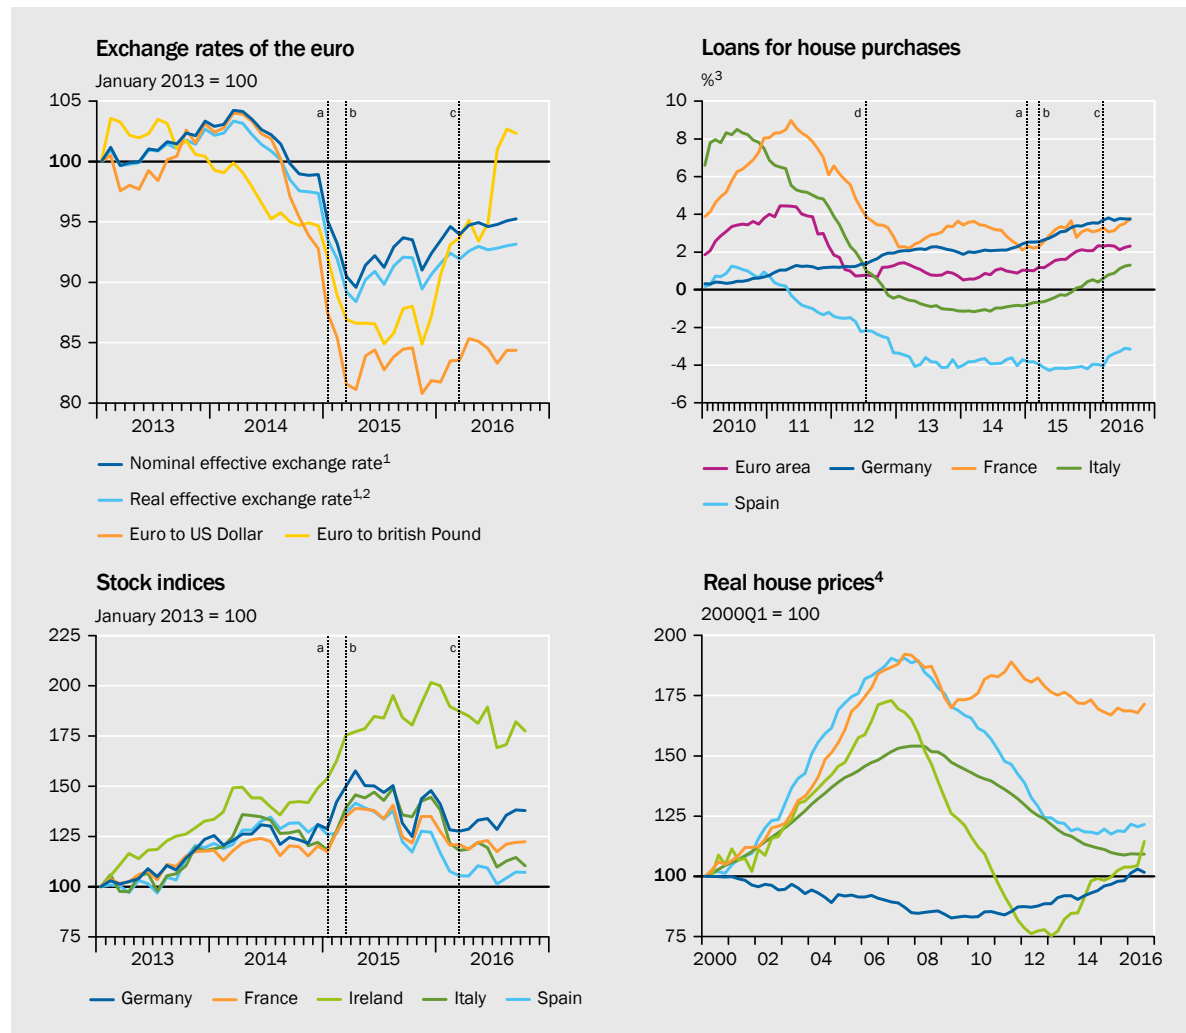 Exchange rates of the euro
January 2013 = 100
105
100
95
90
85
80
a
b
c
2013
2014
2015
2016
Nominal effective exchange rate1
Real effective exchange rate1,2
Euro to US Dollar
Euro to british Pound
Loans for house purchases
%3
10
8
6
4
2
0
-2
-4
-6
d
a
b
c
2010
11
12
13
14
15
2016
Euro area
Germany
France
Italy
Spain
Stock indices
January 2013 = 100
225
200
175
150
125
100
75
a
b
c
2013
2014
2015
2016
Germany
France
Ireland
Italy
Spain
Real house prices4
2000Q1 = 100
200
175
150
125
100
75
2000
02
04
06
08
10
12
14
2016